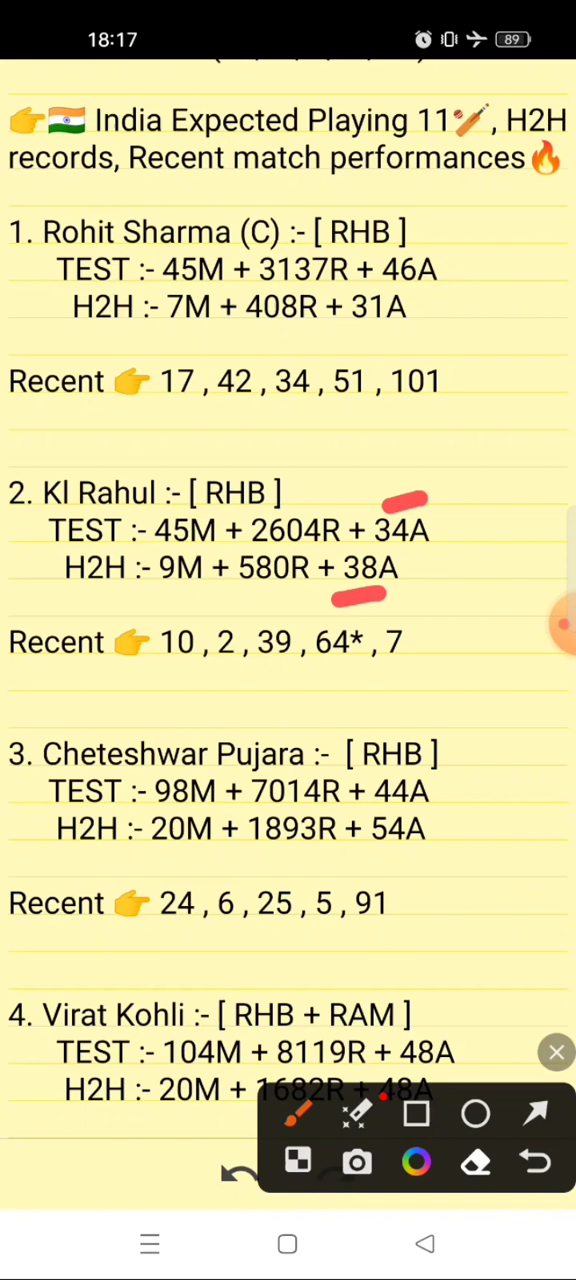 18:17
89
👉🇮🇳 India Expected Playing 11🏏, H2H
records, Recent match performances🔥
1. Rohit Sharma (C) :- [ RHB ]
TEST :- 45M + 3137R + 46A
H2H :- 7M + 408R + 31A
Recent 👉 17 , 42 , 34 , 51 , 101
2. Kl Rahul :- [ RHB ]
TEST :- 45M + 2604R + 34A
H2H :- 9M + 580R + 38A
Recent 👉 10 , 2 , 39 , 64* , 7
3. Cheteshwar Pujara :- [ RHB ]
TEST :- 98M + 7014R + 44A
H2H :- 20M + 1893R + 54A
Recent 👉 24 , 6 , 25 , 5 , 91
4. Virat Kohli :- [ RHB + RAM ]
TEST :- 104M + 8119R + 48A
H2H :- 20M + 1682R + 48A